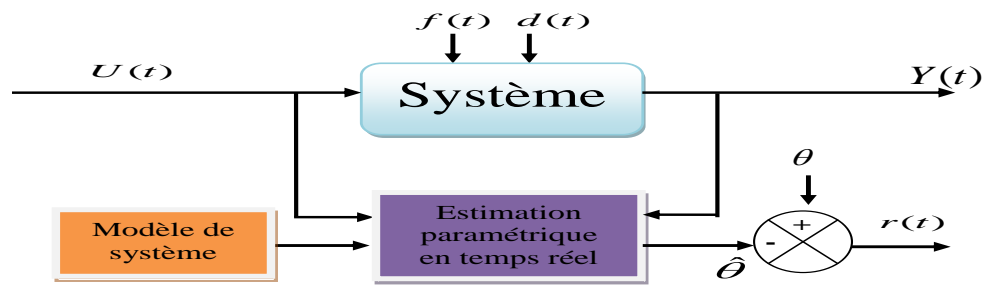 f(t) d(t)
U(t)
Système
Y(t)
θ
Modèle de
système
Estimation
paramétrique
en temps réel
+
-
r(t)
θ̂